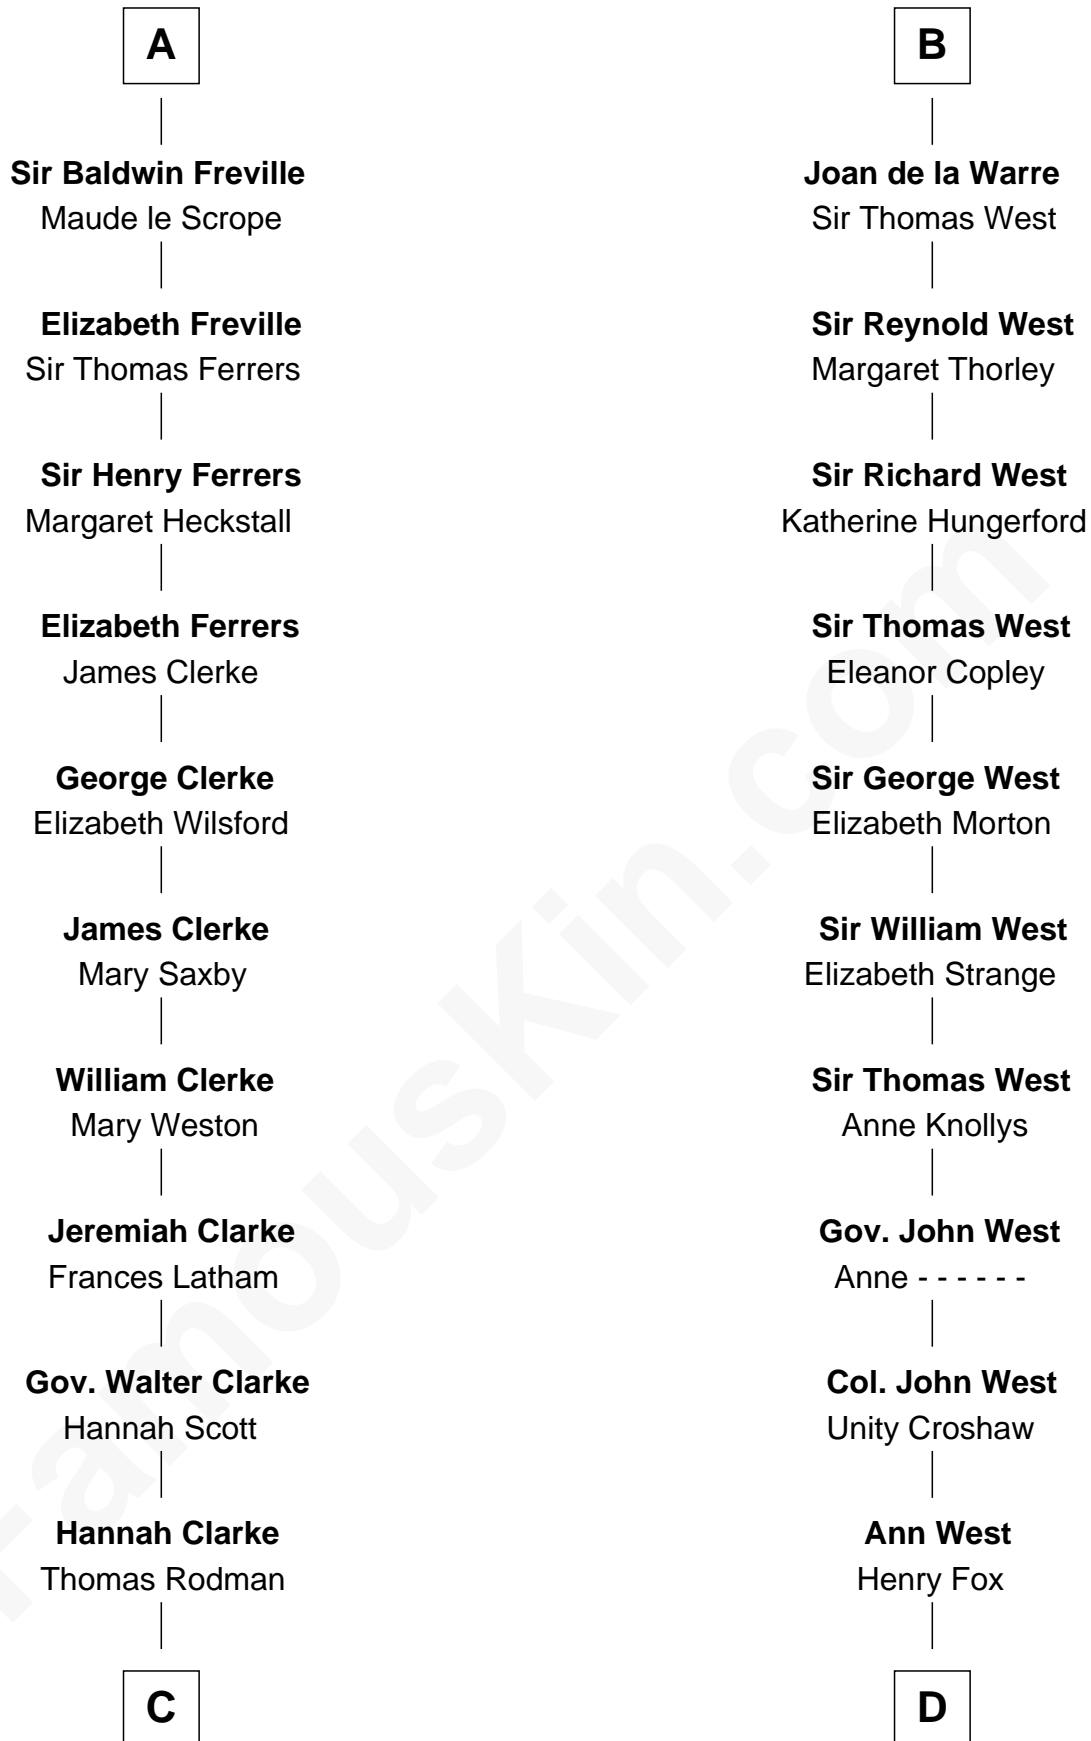 A
Sir Baldwin Freville
Maude le Scrope
Elizabeth Freville
Sir Thomas Ferrers
Sir Henry Ferrers
Margaret Heckstall
Elizabeth Ferrers
James Clerke
George Clerke
Elizabeth Wilsford
James Clerke
Mary Saxby
William Clerke
Mary Weston
Jeremiah Clarke
Frances Latham
Gov. Walter Clarke
Hannah Scott
Hannah Clarke
Thomas Rodman
C
B
Joan de la Warre
Sir Thomas West
Sir Reynold West
Margaret Thorley
Sir Richard West
Katherine Hungerford
Sir Thomas West
Eleanor Copley
Sir George West
Elizabeth Morton
Sir William West
Elizabeth Strange
Sir Thomas West
Anne Knollys
Gov. John West
Anne - - - - - -
Col. John West
Unity Croshaw
Ann West
Henry Fox
D
FamousKin.com